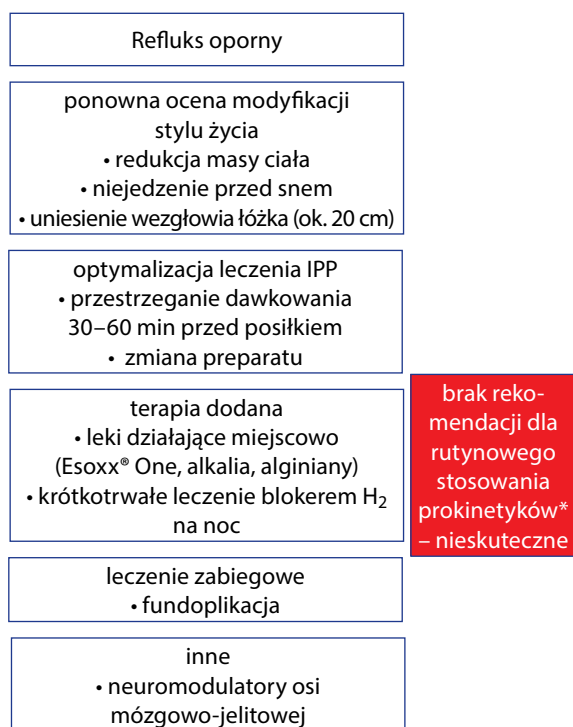 Refluks oporny
ponowna ocena modyfikacji
stylu życia
• redukcja masy ciała
• niejedzenie przed snem
• uniesienie wezgłowia łóżka (ok. 20 cm)
optymalizacja leczenia IPP
• przestrzeganie dawkowania
30–60 min przed posiłkiem
• zmiana preparatu
terapia dodana
• leki działające miejscowo
(Esoxx® One, alkalia, alginiany)
• krótkotrwałe leczenie blokerem H₂
na noc
brak reko-
mendacji dla
rutynowego
stosowania
prokinetyków*
– nieskuteczne
leczenie zabiegowe
• fundoplikacja
inne
• neuromodulatory osi
mózgowo-jelitowej